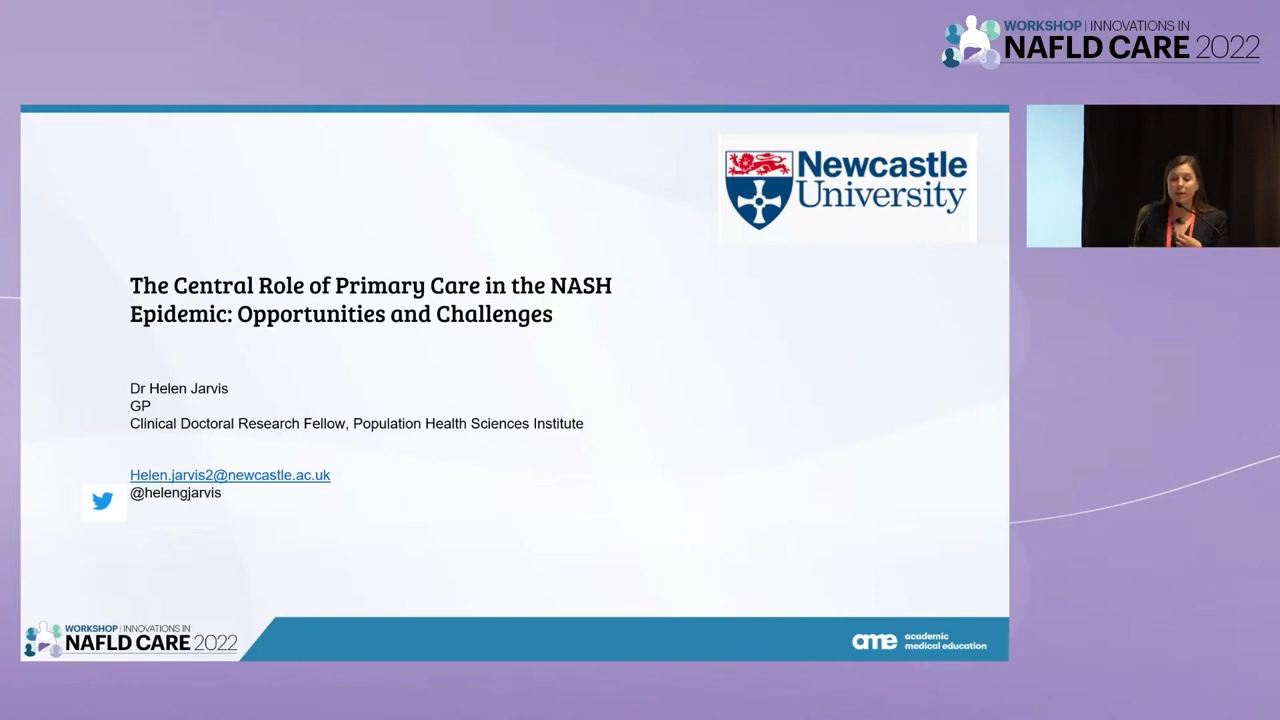 WORKSHOP | INNOVATIONS IN
NAFLD CARE 2022
Newcastle
University
The Central Role of Primary Care in the NASH
Epidemic: Opportunities and Challenges
Dr Helen Jarvis
GP
Clinical Doctoral Research Fellow, Population Health Sciences Institute
Helen.jarvis2@newcastle.ac.uk
@helengjarvis
WORKSHOP | INNOVATIONS IN
NAFLD CARE 2022
ame academic
medical education